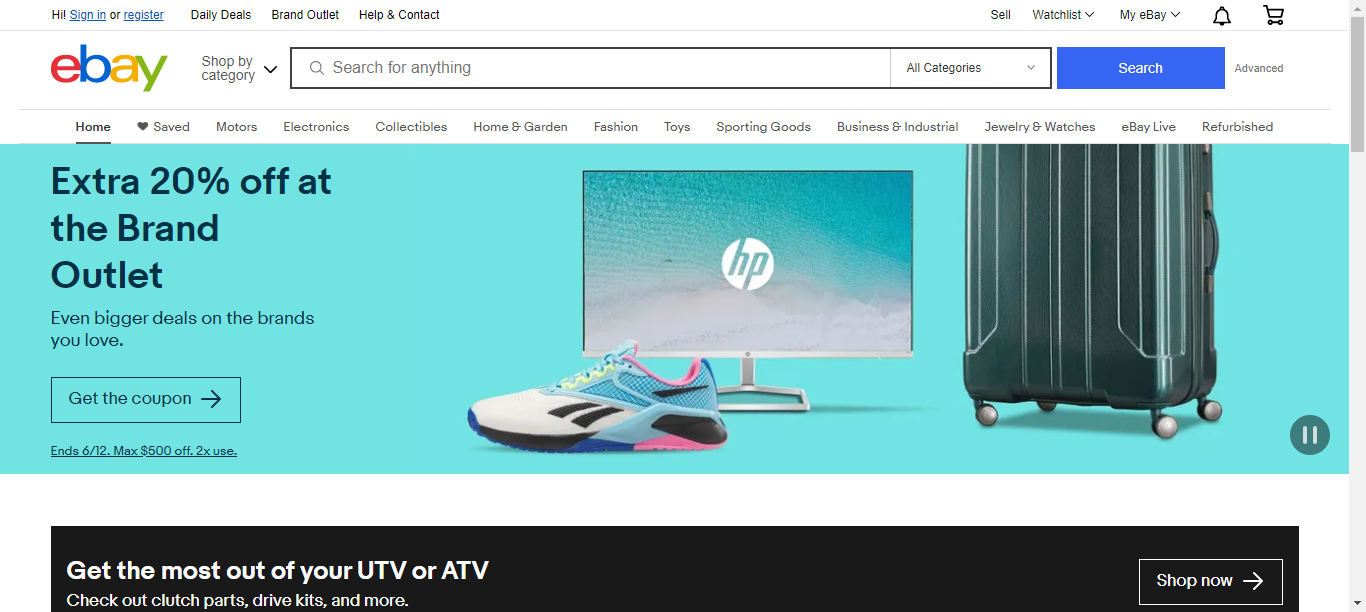 Hi! Sign in or register Daily Deals Brand Outlet Help & Contact Sell Watchlist My eBay
ebay
Shop by
category
Search for anything
All Categories
Search
Advanced
Home Saved Motors Electronics Collectibles Home & Garden Fashion Toys Sporting Goods Business & Industrial Jewelry & Watches eBay Live Refurbished
Extra 20% off at
the Brand
Outlet
Even bigger deals on the brands
you love.
Get the coupon
Ends 6/12. Max $500 off. 2x use.
hp
Get the most out of your UTV or ATV
Check out clutch parts, drive kits, and more.
Shop now